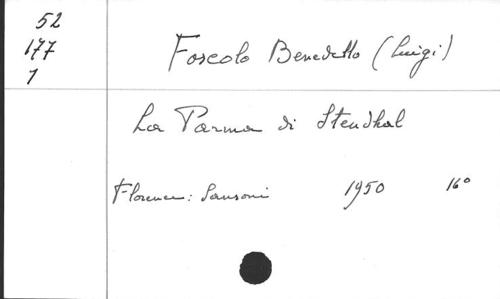 52
177
7
Foscolo Benedetto (Luigi)
La Parma di Stendhal
Florence: Sansoni 1950 16°